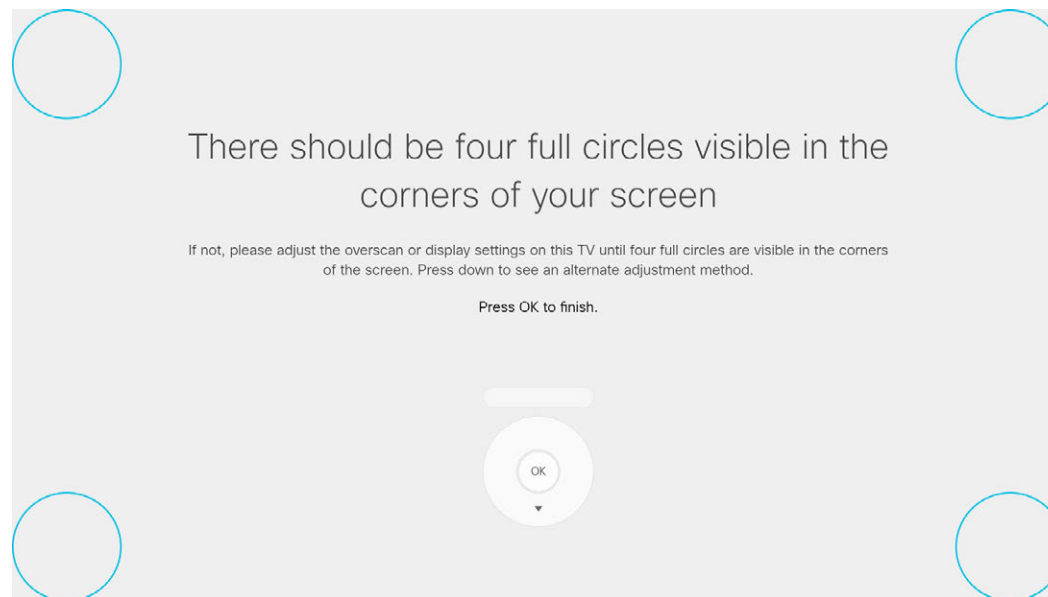 There should be four full circles visible in the
corners of your screen
If not, please adjust the overscan or display settings on this TV until four full circles are visible in the corners
of the screen. Press down to see an alternate adjustment method.
Press OK to finish.
OK